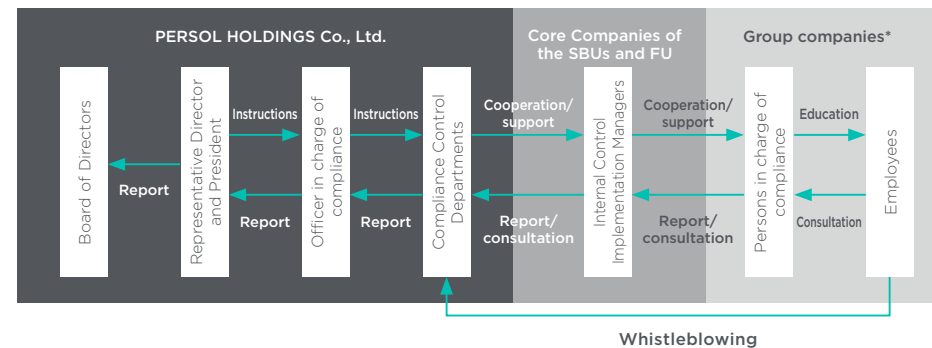 PERSOL HOLDINGS Co., Ltd.
Core Companies of
the SBUs and FU
Group companies*
Board of Directors
Report
Representative Director
and President
Instructions
Report
Officer in charge of
compliance
Instructions
Report
Compliance Control
Departments
Cooperation/
support
Report/
consultation
Internal Control
Implementation Managers
Cooperation/
support
Report/
consultation
Persons in charge of
compliance
Education
Consultation
Employees
Whistleblowing